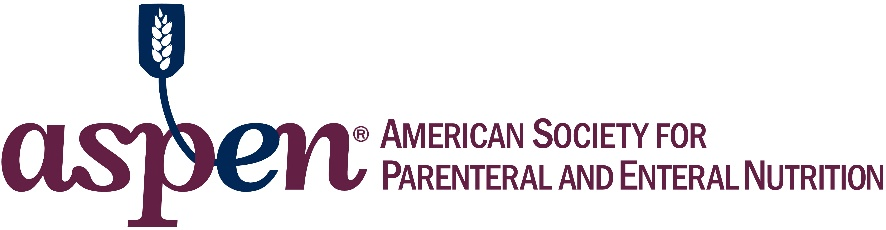 aspen® AMERICAN SOCIETY FOR
PARENTERAL AND ENTERAL NUTRITION